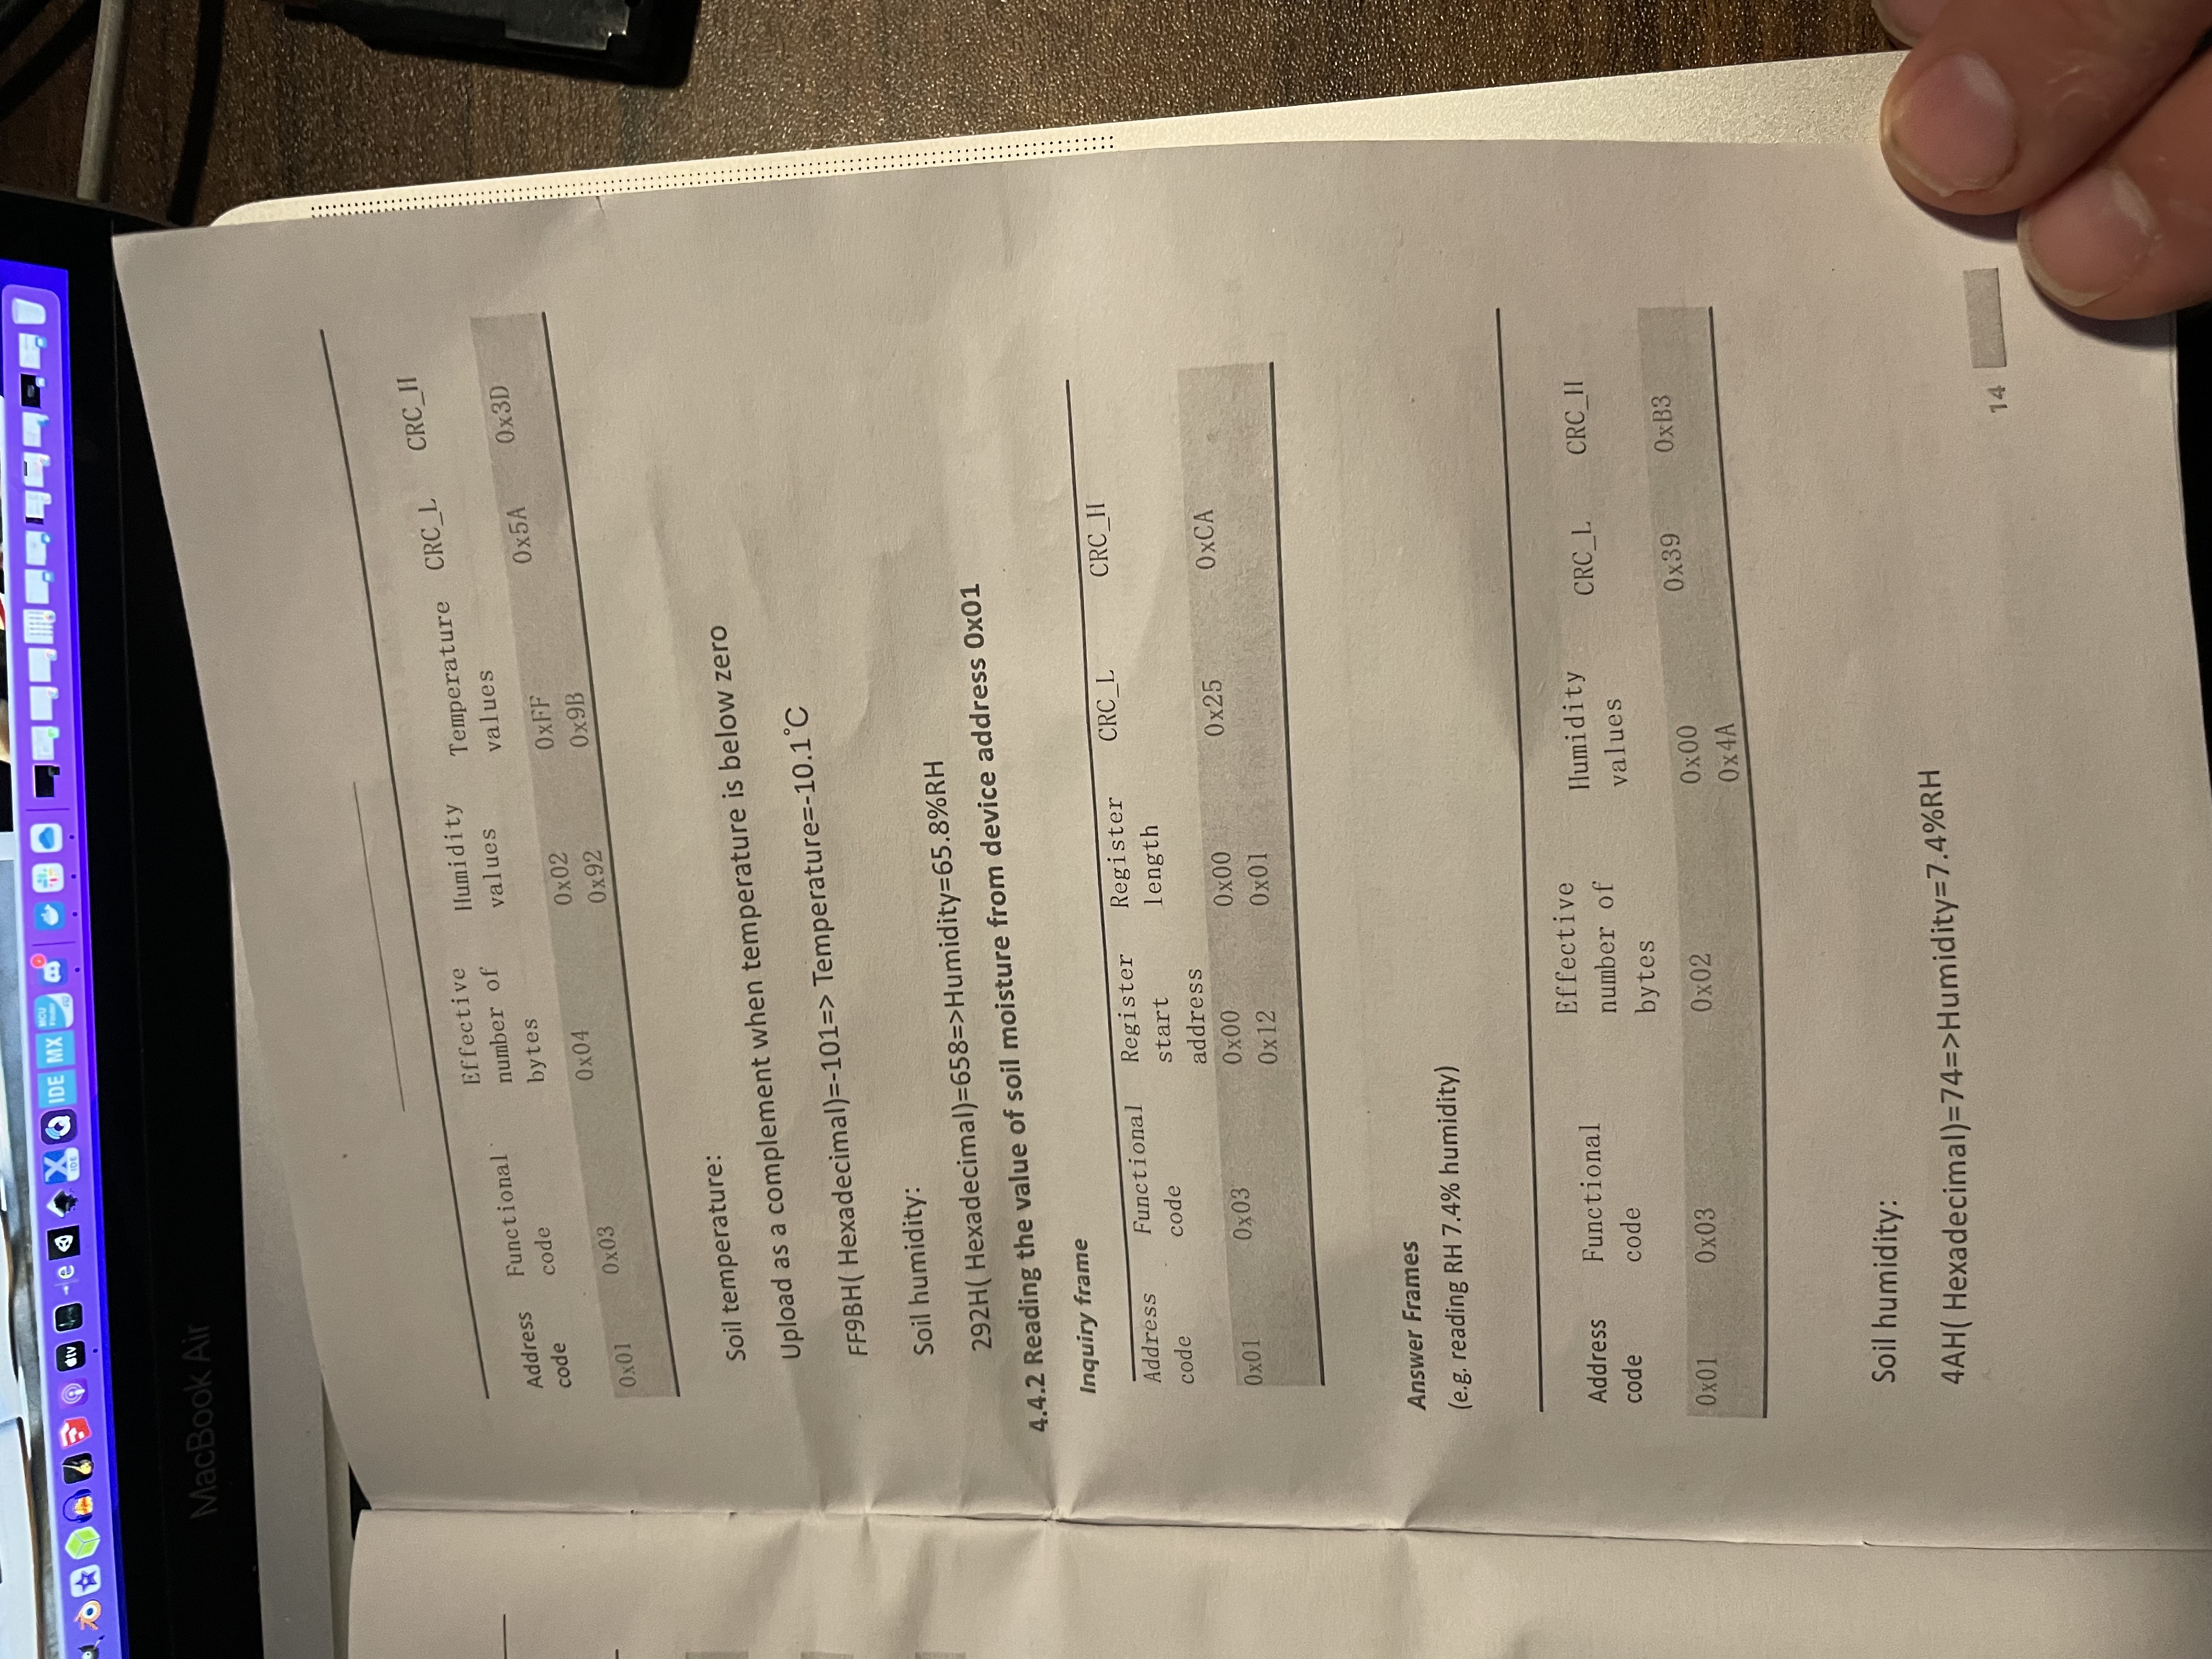 tv
e
X
IDE
IDE
MX
MCU
Finder
MacBook Air
Address code Functional code Effective number of bytes Humidity values Temperature values CRC_L CRC_H
0x01 0x03 0x04 0x02 0x92 0xFF 0x9B 0x5A 0x3D
Soil temperature:
Upload as a complement when temperature is below zero
FF9BH( Hexadecimal)=-101=> Temperature=-10.1°C
Soil humidity:
292H( Hexadecimal)=658=>Humidity=65.8%RH
4.4.2 Reading the value of soil moisture from device address 0x01
Inquiry frame
Address code Functional code Register start address Register length CRC_L CRC_H
0x01 0x03 0x00 0x12 0x00 0x01 0x25 0xCA
Answer Frames
(e.g. reading RH 7.4% humidity)
Address code Functional code Effective number of bytes Humidity values CRC_L CRC_H
0x01 0x03 0x02 0x00 0x4A 0x39 0xB3
Soil humidity:
4AH( Hexadecimal)=74=>Humidity=7.4%RH
14